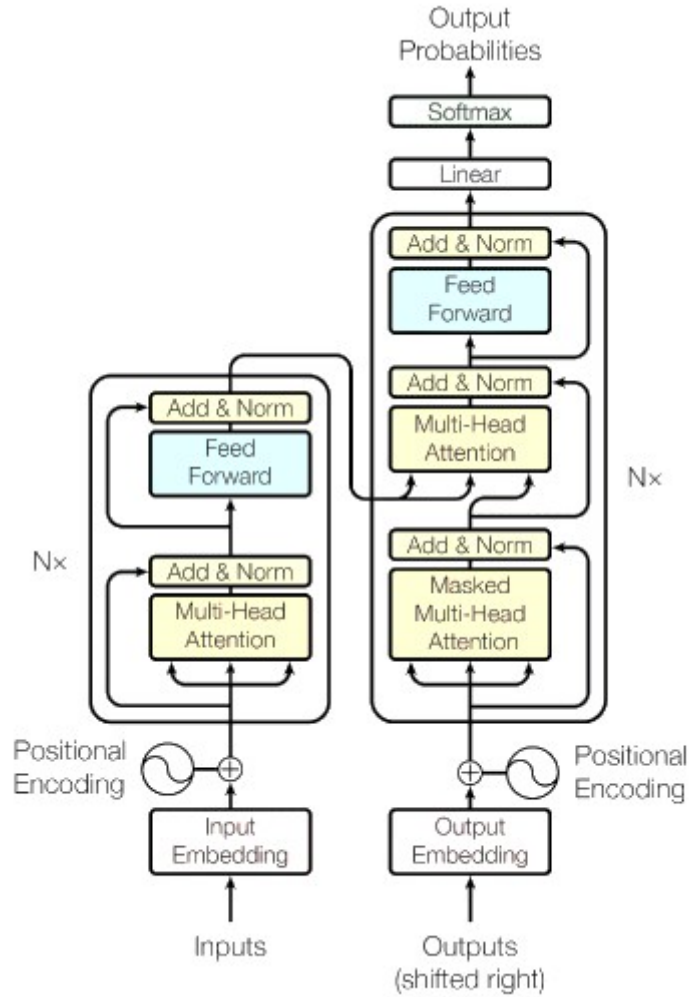 Output
Probabilities
Softmax
Linear
Add & Norm
Feed
Forward
Add & Norm
Multi-Head
Attention
Add & Norm
Masked
Multi-Head
Attention
Nx
Add & Norm
Feed
Forward
Add & Norm
Multi-Head
Attention
Nx
Positional
Encoding
Positional
Encoding
Input
Embedding
Output
Embedding
Inputs
Outputs
(shifted right)